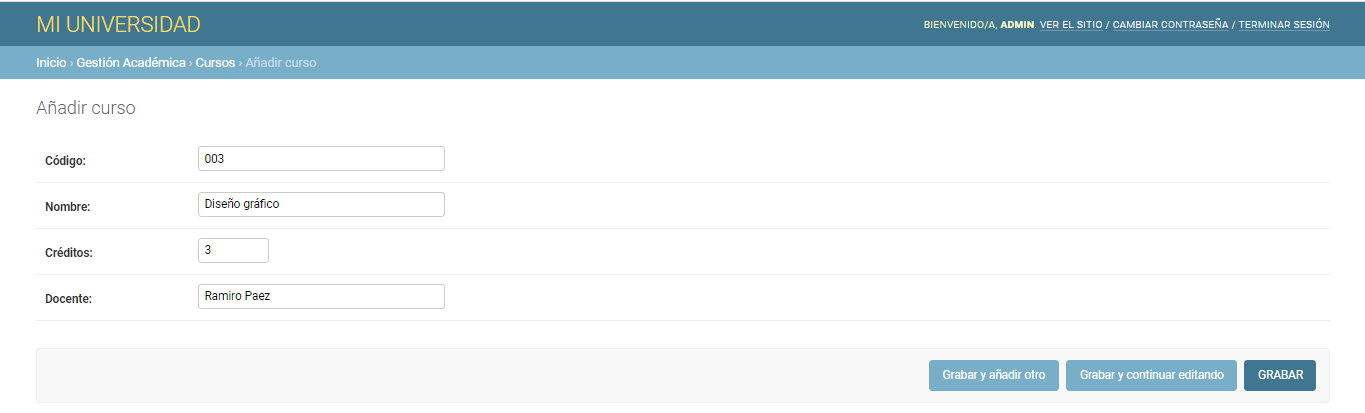 MI UNIVERSIDAD
BIENVENIDO/A, ADMIN. VER EL SITIO / CAMBIAR CONTRASEÑA / TERMINAR SESIÓN
Inicio › Gestión Académica › Cursos › Añadir curso
Añadir curso
Código: 003
Nombre: Diseño gráfico
Créditos: 3
Docente: Ramiro Paez
Grabar y añadir otro Grabar y continuar editando GRABAR